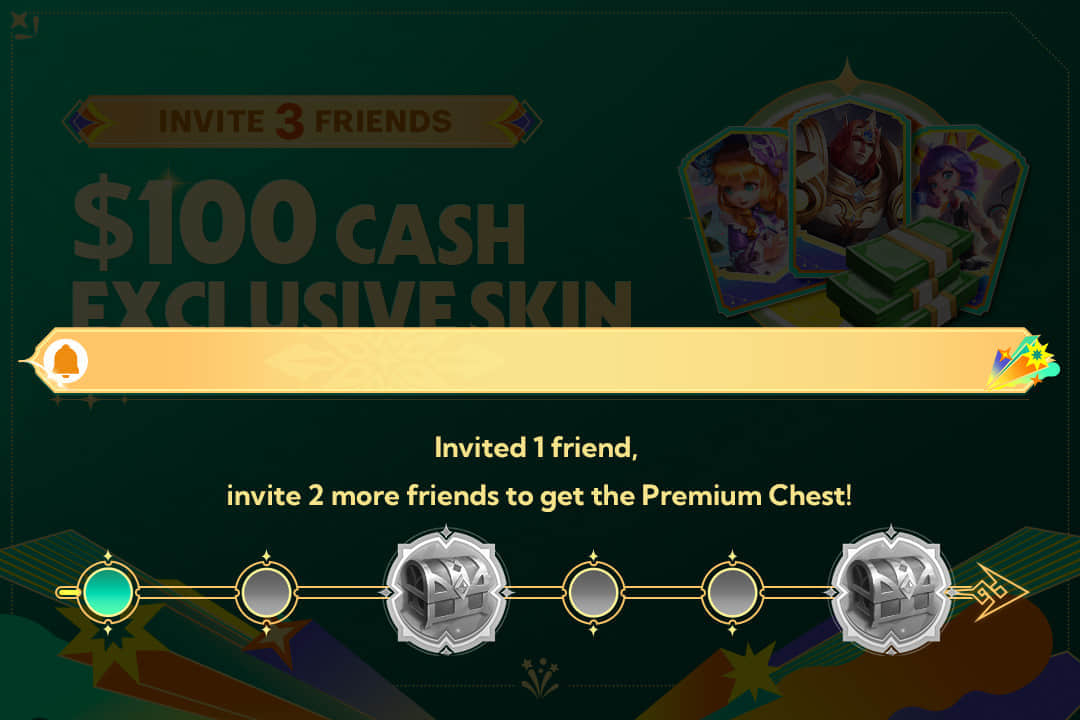 INVITE 3 FRIENDS
$100 CASH
EXCLUSIVE SKIN
Invited 1 friend,
invite 2 more friends to get the Premium Chest!